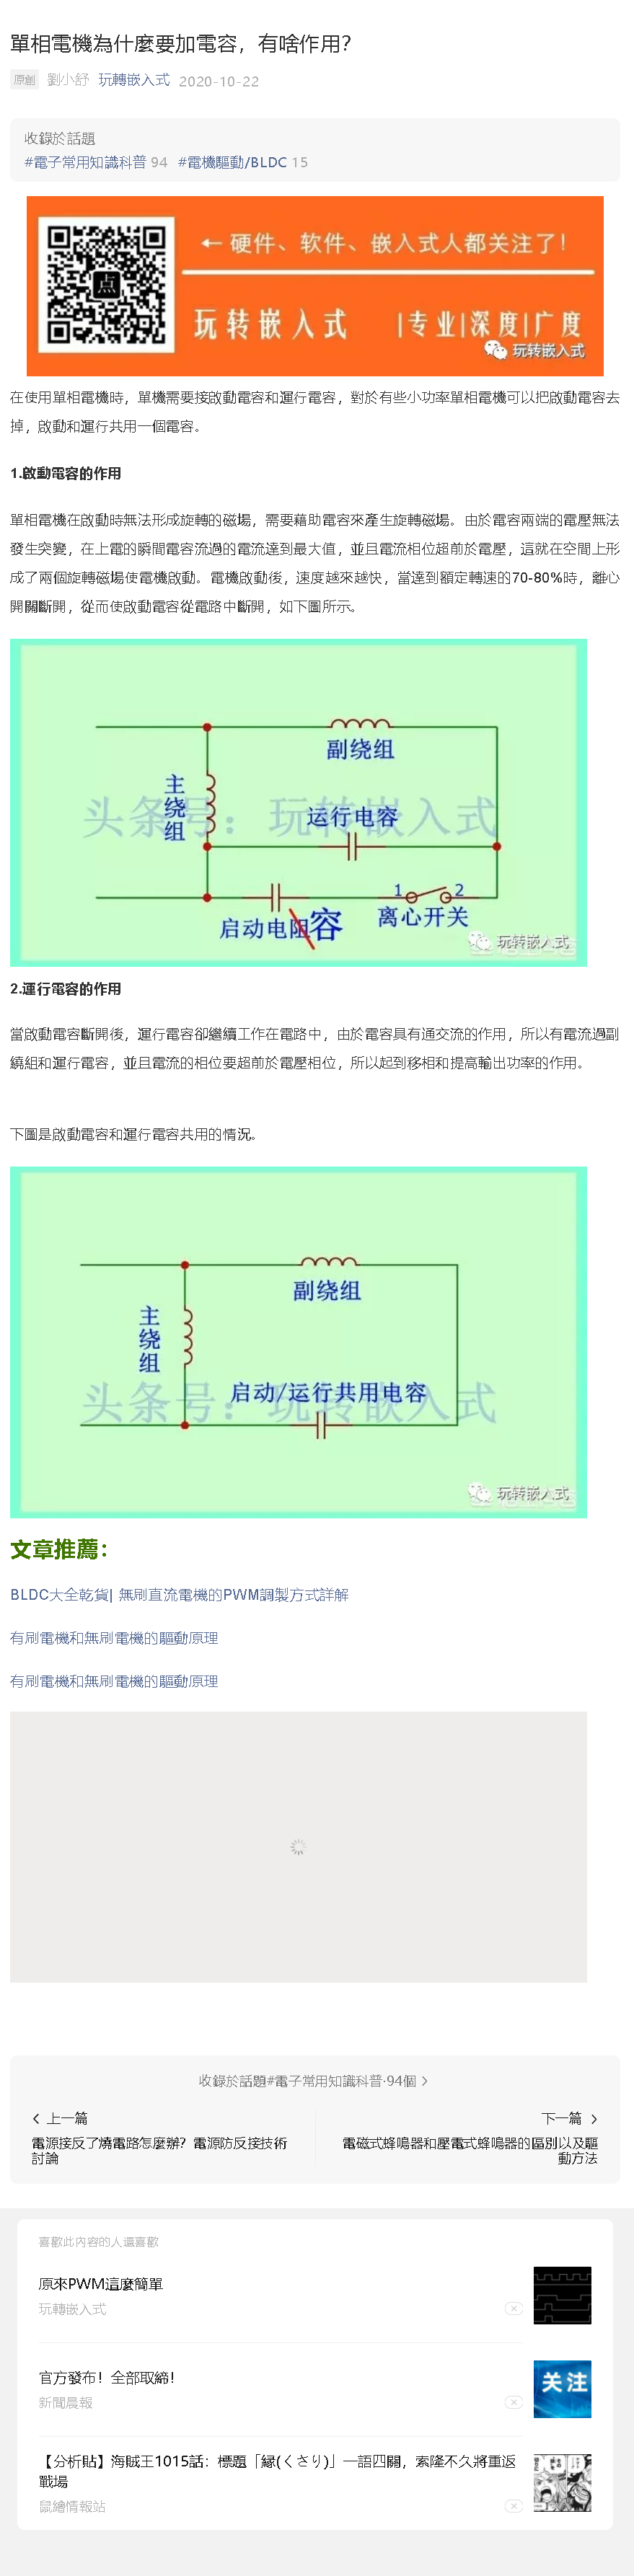 單相電機為什麼要加電容，有啥作用？
原創 劉小舒 玩轉嵌入式 2020-10-22
收錄於話題
#電子常用知識科普 94 #電機驅動/BLDC 15
← 硬件、软件、嵌入式人都关注了！
点
玩转嵌入式 |专业|深度|广度
玩转嵌入式
在使用單相電機時，單機需要接啟動電容和運行電容，對於有些小功率單相電機可以把啟動電容去
掉，啟動和運行共用一個電容。
1.啟動電容的作用
單相電機在啟動時無法形成旋轉的磁場，需要藉助電容來產生旋轉磁場。由於電容兩端的電壓無法
發生突變，在上電的瞬間電容流過的電流達到最大值，並且電流相位超前於電壓，這就在空間上形
成了兩個旋轉磁場使電機啟動。電機啟動後，速度越來越快，當達到額定轉速的70-80%時，離心
開關斷開，從而使啟動電容從電路中斷開，如下圖所示。
副绕组
主绕组
头条号：玩转嵌入式
运行电容
1 2
启动电阻容
离心开关
玩转嵌入式
2.運行電容的作用
當啟動電容斷開後，運行電容卻繼續工作在電路中，由於電容具有通交流的作用，所以有電流過副
繞組和運行電容，並且電流的相位要超前於電壓相位，所以起到移相和提高輸出功率的作用。
下圖是啟動電容和運行電容共用的情況。
副绕组
主绕组
头条号：玩转嵌入式
启动/运行共用电容
玩转嵌入式
文章推薦：
BLDC大全乾貨| 無刷直流電機的PWM調製方式詳解
有刷電機和無刷電機的驅動原理
有刷電機和無刷電機的驅動原理
收錄於話題#電子常用知識科普·94個 >
< 上一篇
電源接反了燒電路怎麼辦？電源防反接技術
討論
下一篇 >
電磁式蜂鳴器和壓電式蜂鳴器的區別以及驅
動方法
喜歡此內容的人還喜歡
原來PWM這麼簡單
玩轉嵌入式
官方發布！全部取締！
新聞晨報
关注
【分析貼】海賊王1015話：標題「縁(くさり)」一語四關，索隆不久將重返
戰場
鼠繪情報站